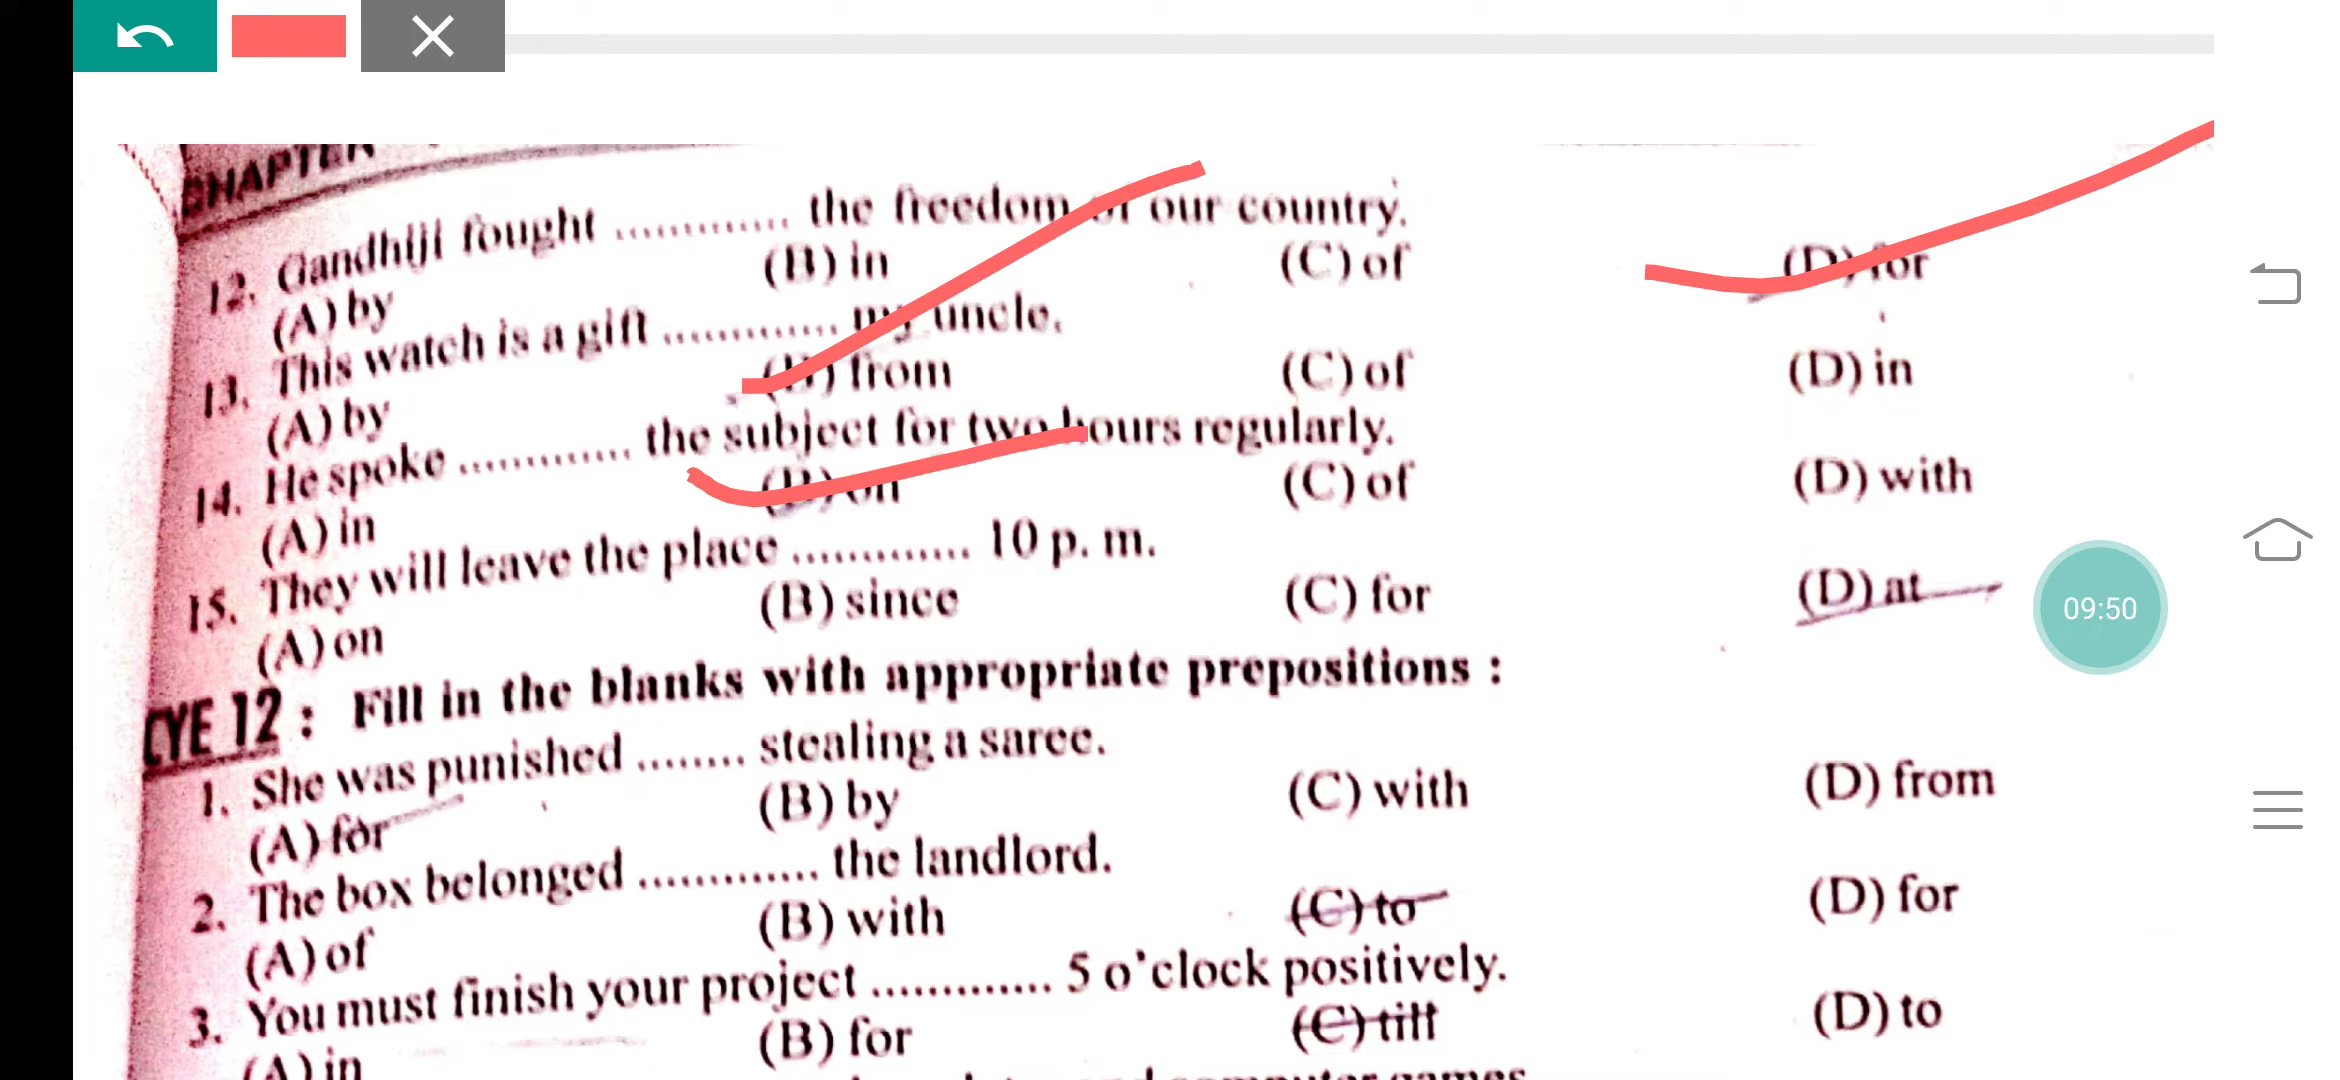 CHAPTER
12. Gandhiji fought ............ the freedom of our country.
(A) by (B) in (C) of (D) for
13. This watch is a gift ............ my uncle.
(A) by (B) from (C) of (D) in
14. He spoke ............ the subject for two hours regularly.
(A) in (B) on (C) of (D) with
15. They will leave the place ............ 10 p. m.
(A) on (B) since (C) for (D) at
09:50
CYE 12 : Fill in the blanks with appropriate prepositions :
1. She was punished ........ stealing a saree.
(A) for (B) by (C) with (D) from
2. The box belonged ............ the landlord.
(A) of (B) with (C) to (D) for
3. You must finish your project ............ 5 o'clock positively.
(A) in (B) for (C) till (D) to
and computer games